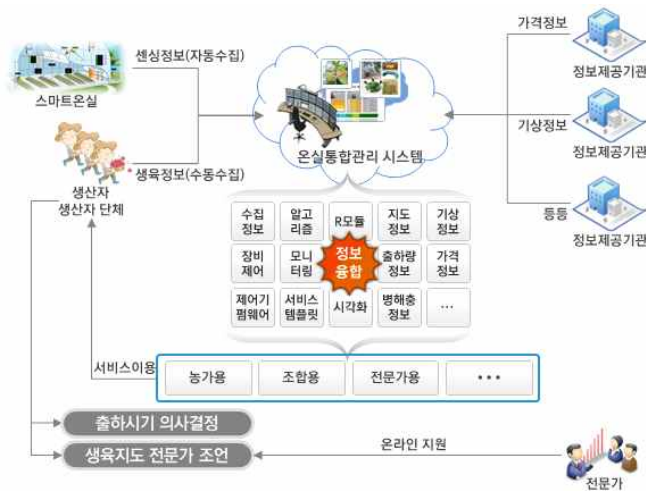 센싱정보(자동수집)
가격정보
스마트온실
정보제공기관
기상정보
온실통합관리 시스템
정보제공기관
생육정보(수동수집)
생산자
생산자 단체
등등
정보제공기관
수집
정보
알고
리즘
R모듈
지도
정보
기상
정보
장비
제어
모니
터링
정보
융합
출하량
정보
가격
정보
제어기
펌웨어
서비스
템플릿
시각화
병해충
정보
...
서비스이용
농가용
조합용
전문가용
...
출하시기 의사결정
온라인 지원
생육지도 전문가 조언
전문가